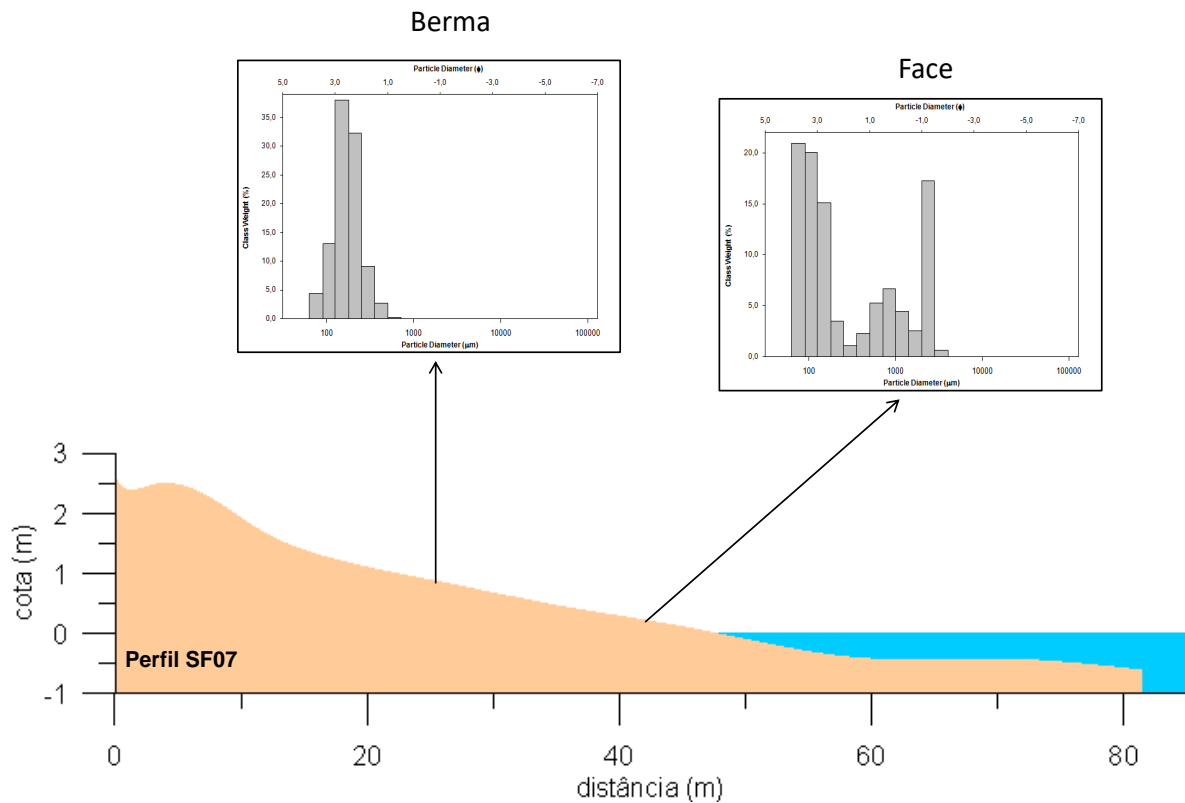 Berma
Particle Diameter (ϕ)
5,0 3,0 1,0 -1,0 -3,0 -5,0 -7,0
35,0
30,0
25,0
20,0
15,0
10,0
5,0
0,0
Class Weight (%)
100 1000 10000 100000
Particle Diameter (μm)
Face
Particle Diameter (ϕ)
5,0 3,0 1,0 -1,0 -3,0 -5,0 -7,0
20,0
15,0
10,0
5,0
0,0
Class Weight (%)
100 1000 10000 100000
Particle Diameter (μm)
3
2
1
0
-1
cota (m)
Perfil SF07
0 20 40 60 80
distância (m)